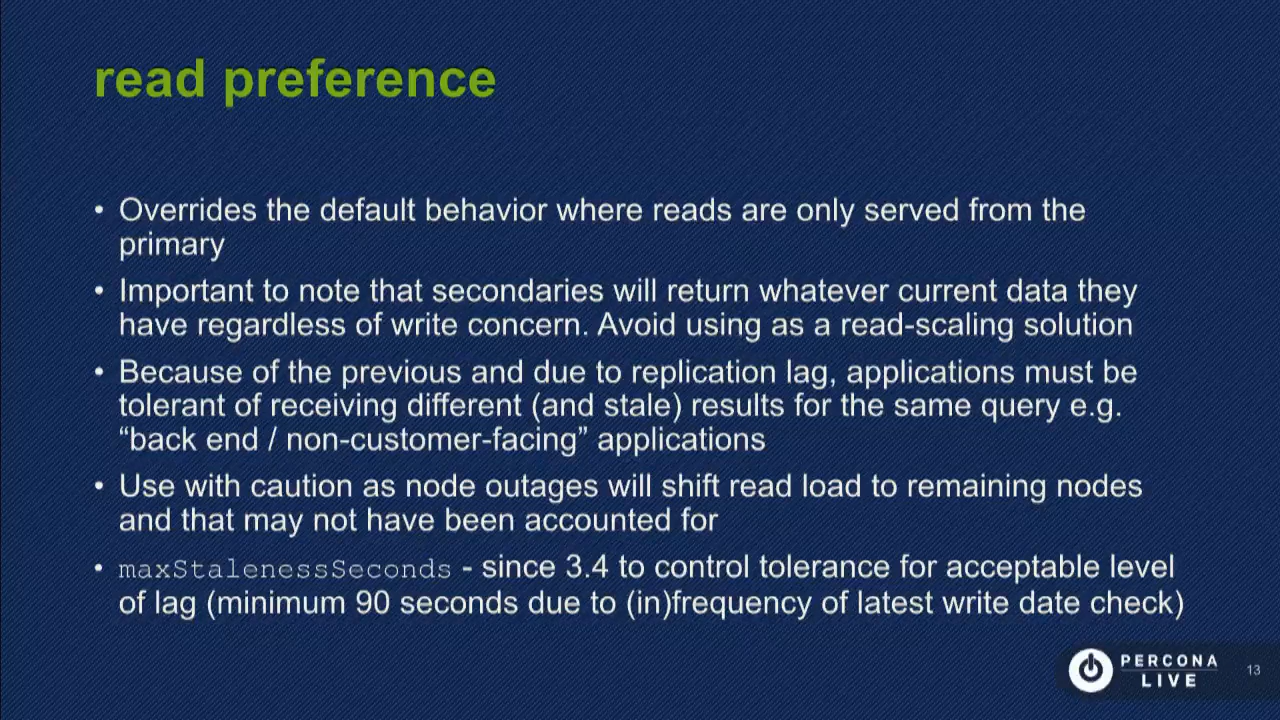 read preference
• Overrides the default behavior where reads are only served from the
primary
• Important to note that secondaries will return whatever current data they
have regardless of write concern. Avoid using as a read-scaling solution
• Because of the previous and due to replication lag, applications must be
tolerant of receiving different (and stale) results for the same query e.g.
“back end / non-customer-facing” applications
• Use with caution as node outages will shift read load to remaining nodes
and that may not have been accounted for
• maxStalenessSeconds - since 3.4 to control tolerance for acceptable level
of lag (minimum 90 seconds due to (in)frequency of latest write date check)
PERCONA
LIVE
13